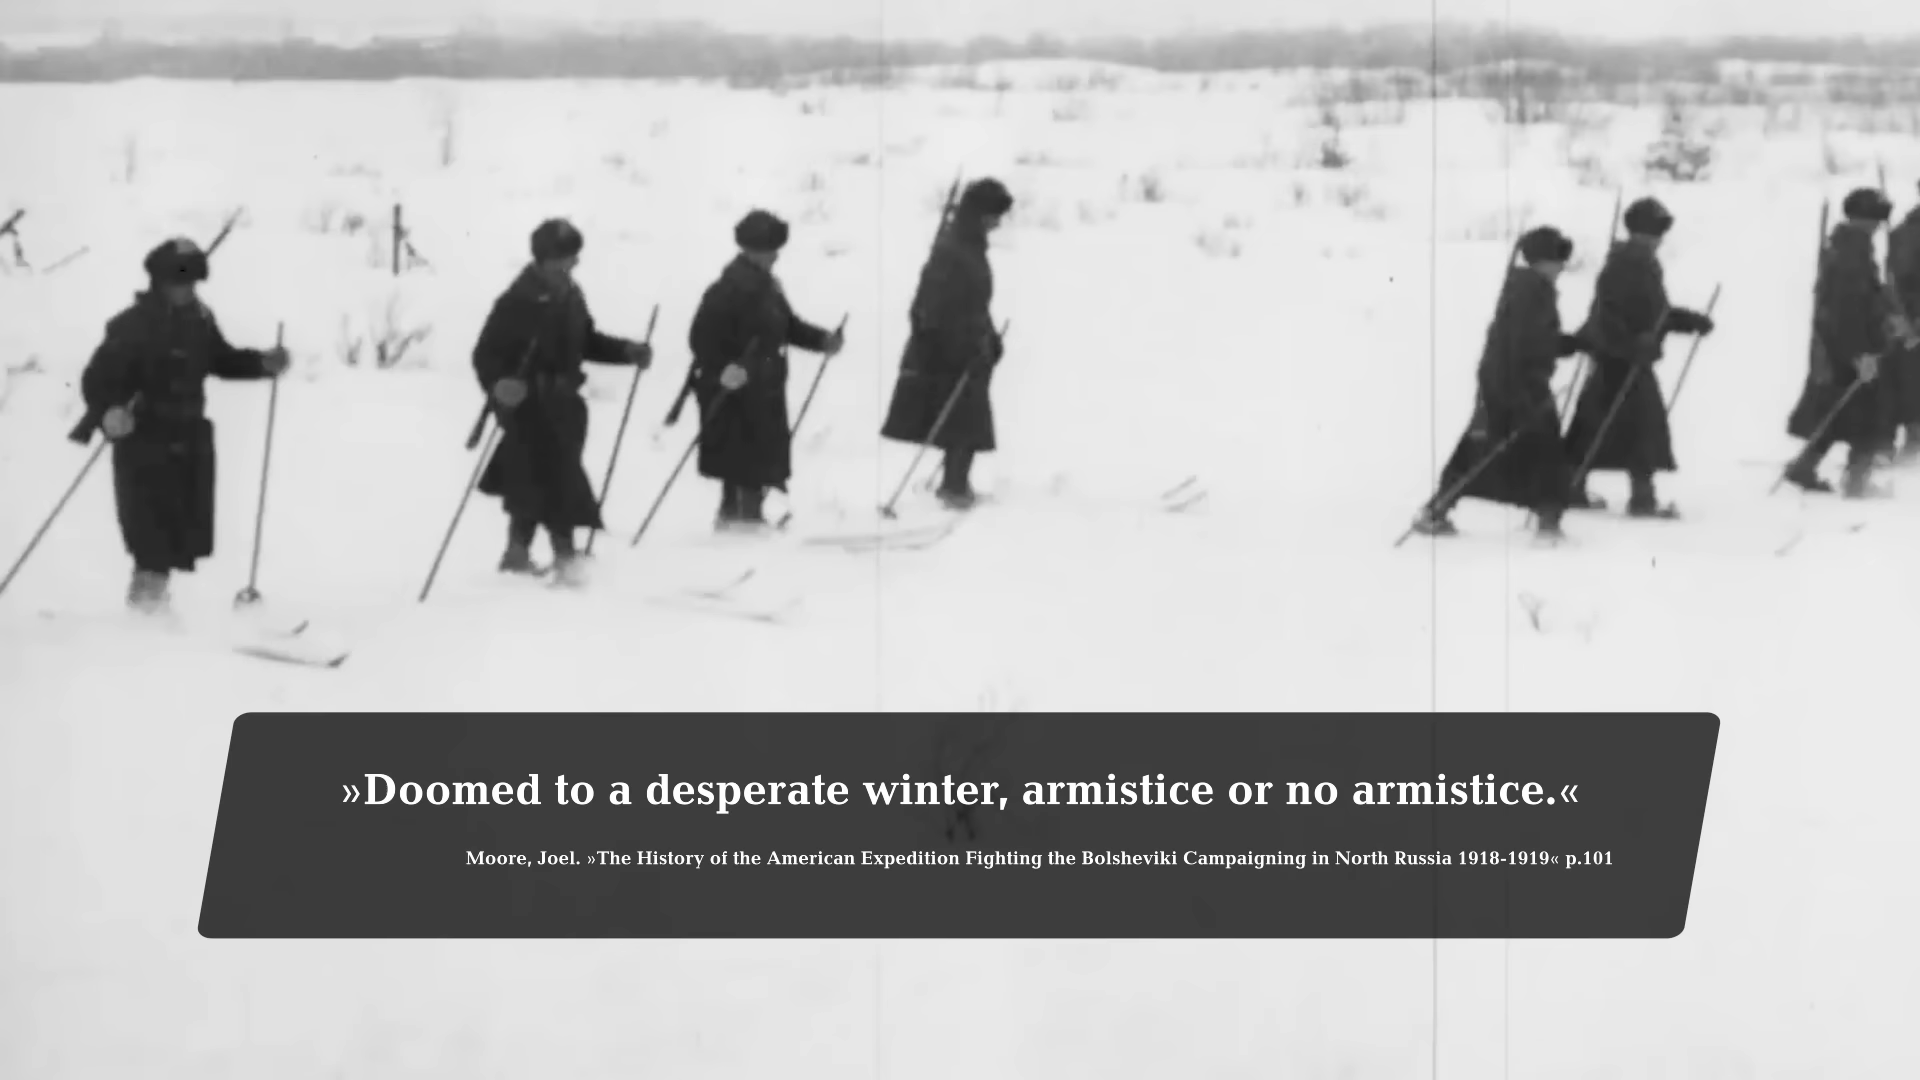 »Doomed to a desperate winter, armistice or no armistice.«
Moore, Joel. »The History of the American Expedition Fighting the Bolsheviki Campaigning in North Russia 1918-1919« p.101